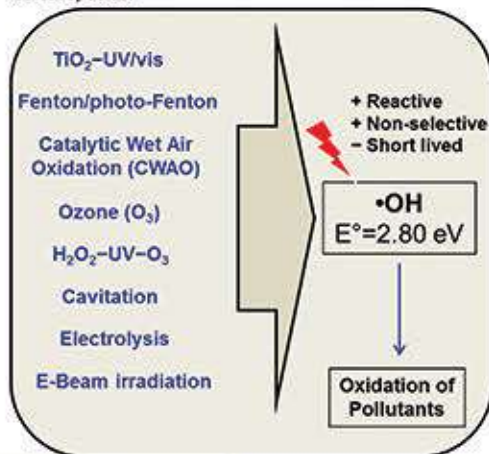 TiO₂−UV/vis
Fenton/photo-Fenton
Catalytic Wet Air
Oxidation (CWAO)
Ozone (O₃)
H₂O₂−UV−O₃
Cavitation
Electrolysis
E-Beam irradiation
+ Reactive
+ Non-selective
− Short lived
•OH
E°=2.80 eV
Oxidation of
Pollutants